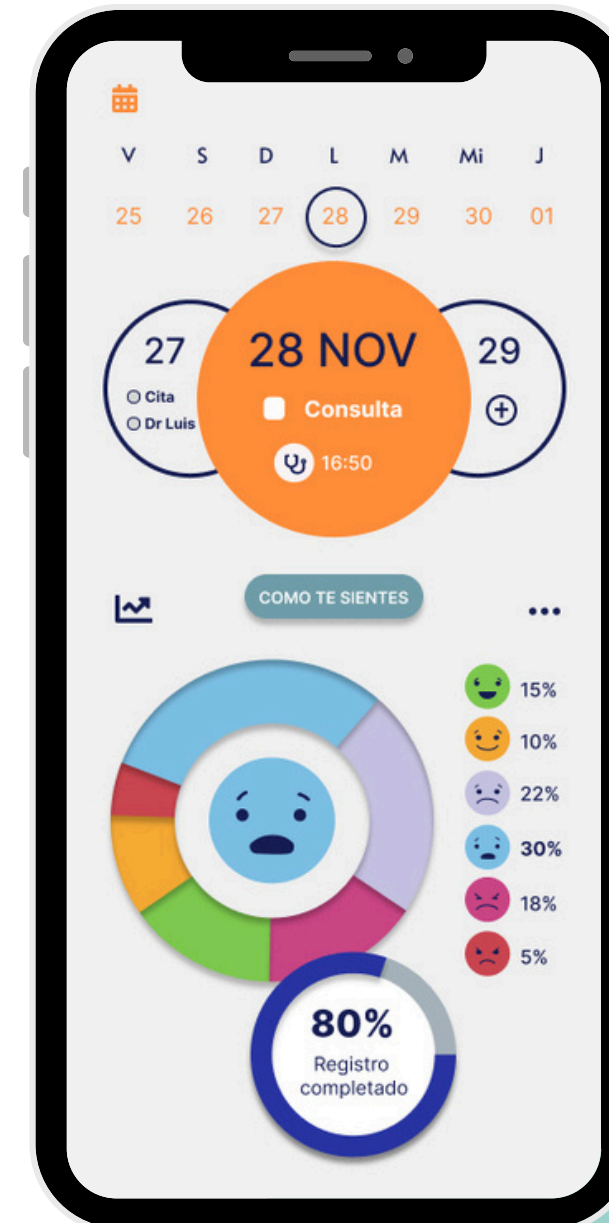 V S D L M Mi J
25 26 27 28 29 30 01
27
Cita
Dr Luis
28 NOV
Consulta
16:50
29
COMO TE SIENTES
15%
10%
22%
30%
18%
5%
80%
Registro
completado